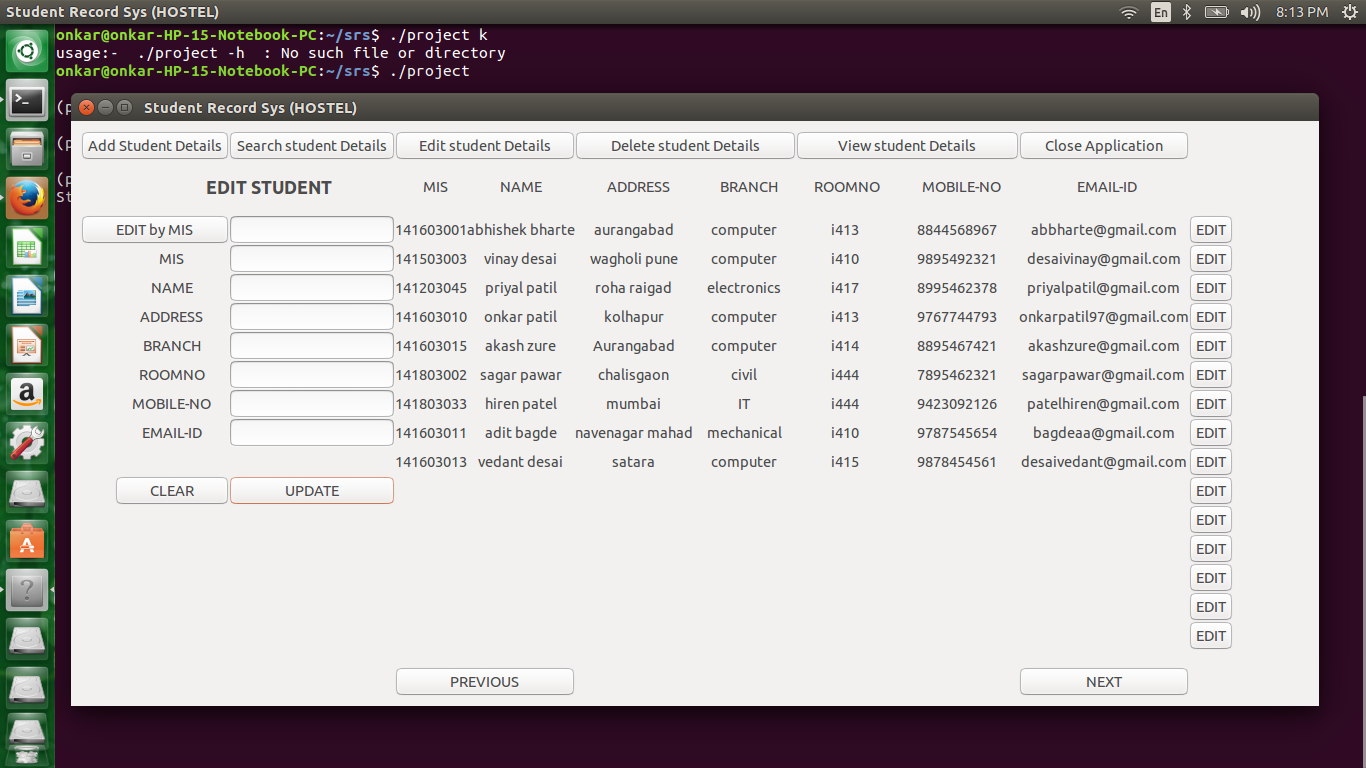 Student Record Sys (HOSTEL) En 8:13 PM
onkar@onkar-HP-15-Notebook-PC:~/srs$ ./project k
usage:- ./project -h : No such file or directory
onkar@onkar-HP-15-Notebook-PC:~/srs$ ./project
(p
(p
(p
St
Student Record Sys (HOSTEL)
Add Student Details Search student Details Edit student Details Delete student Details View student Details Close Application
EDIT STUDENT MIS NAME ADDRESS BRANCH ROOMNO MOBILE-NO EMAIL-ID
EDIT by MIS 141603001 abhishek bharte aurangabad computer i413 8844568967 abbharte@gmail.com EDIT
MIS 141503003 vinay desai wagholi pune computer i410 9895492321 desaivinay@gmail.com EDIT
NAME 141203045 priyal patil roha raigad electronics i417 8995462378 priyalpatil@gmail.com EDIT
ADDRESS 141603010 onkar patil kolhapur computer i413 9767744793 onkarpatil97@gmail.com EDIT
BRANCH 141603015 akash zure Aurangabad computer i414 8895467421 akashzure@gmail.com EDIT
ROOMNO 141803002 sagar pawar chalisgaon civil i444 7895462321 sagarpawar@gmail.com EDIT
MOBILE-NO 141803033 hiren patel mumbai IT i444 9423092126 patelhiren@gmail.com EDIT
EMAIL-ID 141603011 adit bagde navenagar mahad mechanical i410 9787545654 bagdeaa@gmail.com EDIT
141603013 vedant desai satara computer i415 9878454561 desaivedant@gmail.com EDIT
CLEAR UPDATE EDIT
EDIT
EDIT
EDIT
EDIT
EDIT
PREVIOUS NEXT